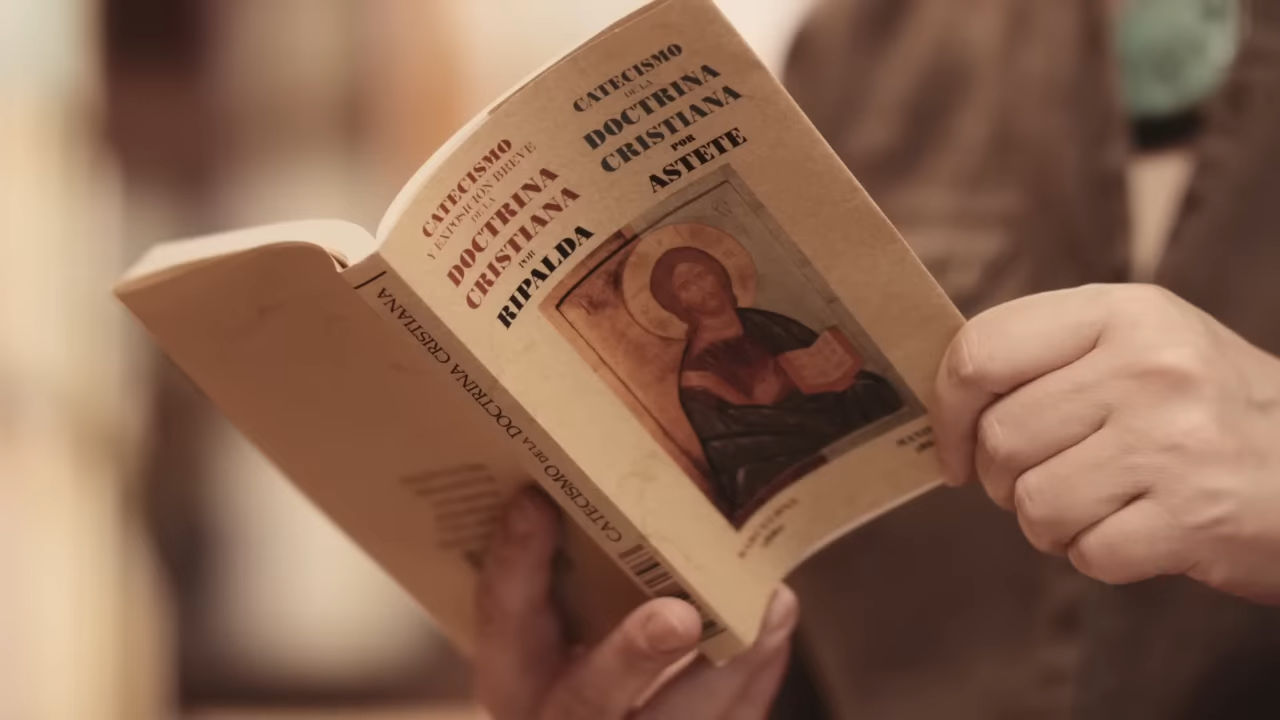 CATECISMO
Y EXPOSICIÓN BREVE
DE LA
DOCTRINA
CRISTIANA
POR
RIPALDA
CATECISMO
DE LA
DOCTRINA
CRISTIANA
POR
ASTETE
CATECISMO DE LA DOCTRINA CRISTIANA